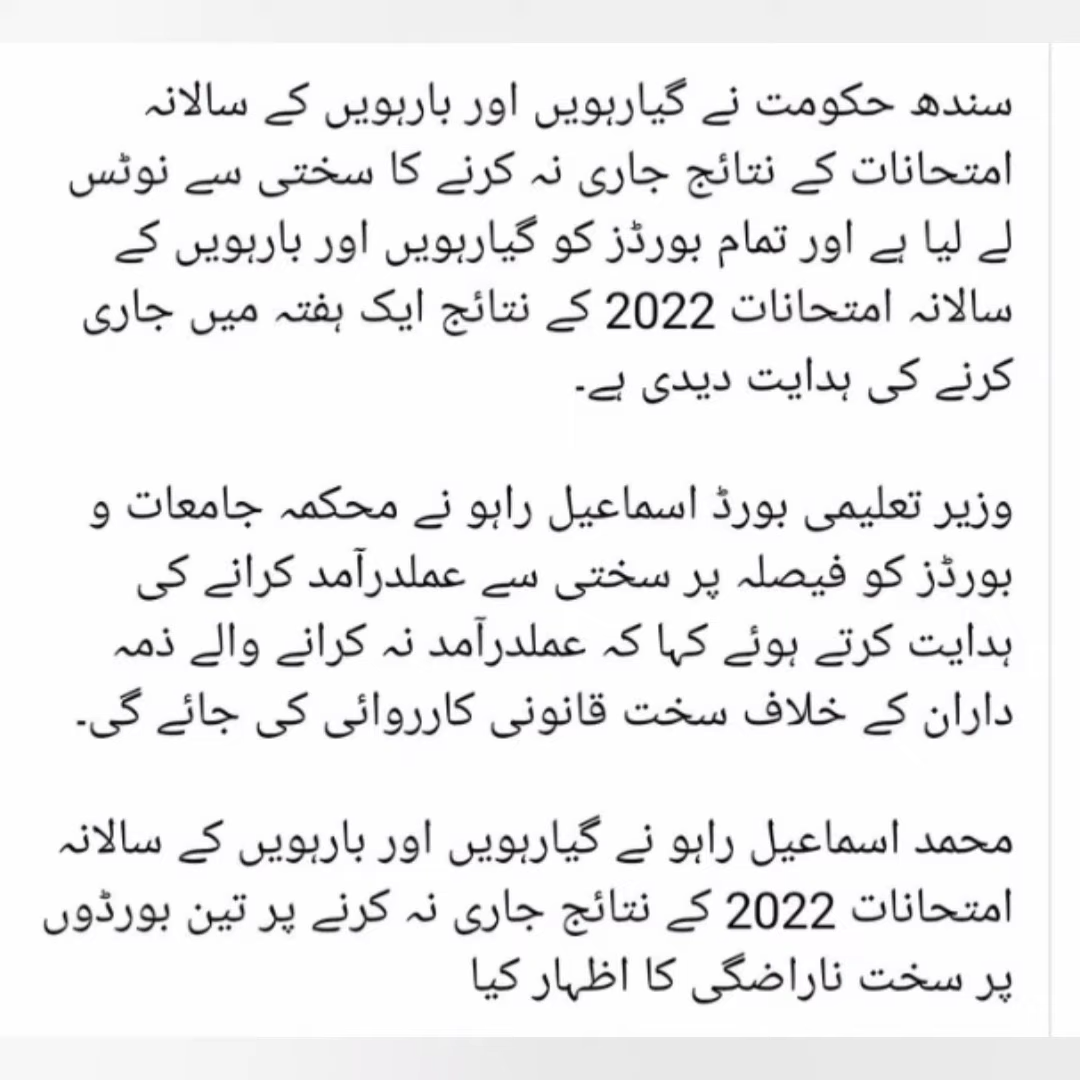 سندھ حکومت نے گیارہویں اور بارہویں کے سالانہ
امتحانات کے نتائج جاری نہ کرنے کا سختی سے نوٹس
لے لیا ہے اور تمام بورڈز کو گیارہویں اور بارہویں کے
سالانہ امتحانات 2022 کے نتائج ایک ہفتہ میں جاری
کرنے کی ہدایت دیدی ہے۔
وزیر تعلیمی بورڈ اسماعیل راہو نے محکمہ جامعات و
بورڈز کو فیصلہ پر سختی سے عملدرآمد کرانے کی
ہدایت کرتے ہوئے کہا کہ عملدرآمد نہ کرانے والے ذمہ
داران کے خلاف سخت قانونی کارروائی کی جائے گی۔
محمد اسماعیل راہو نے گیارہویں اور بارہویں کے سالانہ
امتحانات 2022 کے نتائج جاری نہ کرنے پر تین بورڈوں
پر سخت ناراضگی کا اظہار کیا